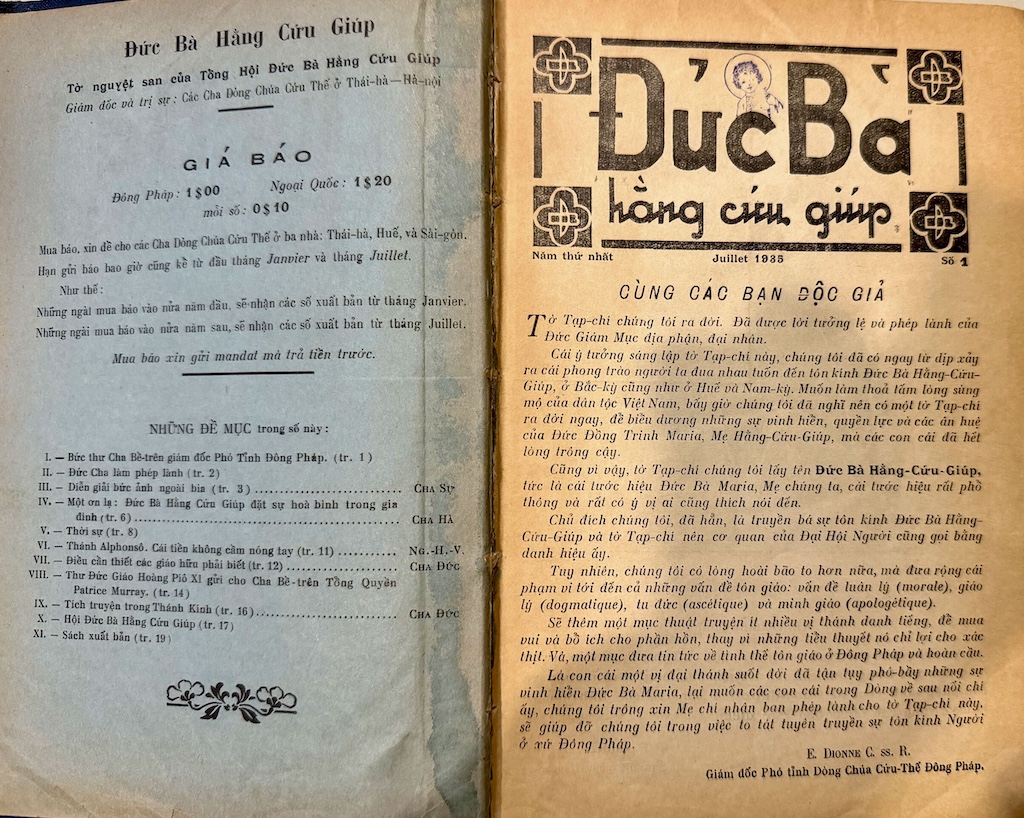 Đức Bà Hằng Cứu Giúp
Tờ nguyệt san của Tổng Hội Đức Bà Hằng Cứu Giúp
Giám đốc và trị sự: Các Cha Dòng Chúa Cứu Thế ở Thái-hà—Hà-nội
GIÁ BÁO
Đông Pháp: 1$00 Ngoại Quốc: 1$20
mỗi số: 0$10
Mua báo, xin đề cho các Cha Dòng Chúa Cứu Thế ở ba nhà: Thái-hà, Huế, và Sài-gòn.
Hạn gửi báo bao giờ cũng kể từ đầu tháng Janvier và tháng Juillet.
Như thế:
Những ngài mua báo vào nửa năm đầu, sẽ nhận các số xuất bản từ tháng Janvier.
Những ngài mua báo vào nửa năm sau, sẽ nhận các số xuất bản từ tháng Juillet.
Mua báo xin gửi mandat mà trả tiền trước.
NHỮNG ĐỀ MỤC trong số này:
I. — Bức thư Cha Bề-trên giám đốc Phó Tỉnh Đông Pháp. (tr. 1)
II. — Đức Cha làm phép lành (tr. 2)
III. — Diễn giải bức ảnh ngoài bìa (tr. 3) .......... CHA SỰ
IV. — Một ơn lạ: Đức Bà Hằng Cứu Giúp đặt sự hoà bình trong gia
đình (tr. 6) .......... CHA HÀ
V. — Thời sự (tr. 8)
VI. — Thánh Alphongsô. Cái tiền không cầm nóng tay (tr. 11) .......... NG.-H.-V.
VII. — Điều cần thiết các giáo hữu phải biết (tr. 12) .......... CHA ĐỨC
VIII. — Thư Đức Giáo Hoàng Piô XI gửi cho Cha Bề-trên Tổng Quyền
Patrice Murray. (tr. 14)
IX. — Tích truyện trong Thánh Kinh (tr. 16) .......... CHA ĐỨC
X. — Hội Đức Bà Hằng Cứu Giúp (tr. 17)
XI. — Sách xuất bản (tr. 19)
Đức Bà
hằng cứu giúp
Năm thứ nhất Juillet 1935 Số 1
CÙNG CÁC BẠN ĐỘC GIẢ
Tờ Tạp-chí chúng tôi ra đời. Đã được lời tưởng lệ và phép lành của
Đức Giám Mục địa phận, đại nhân.
Cái ý tưởng sáng lập tờ Tạp-chí này, chúng tôi đã có ngay từ dịp xảy
ra cái phong trào người ta đua nhau tuốn đến tôn kính Đức Bà Hằng-Cứu-
Giúp, ở Bắc-kỳ cũng như ở Huế và Nam-kỳ. Muốn làm thoả tấm lòng sùng
mộ của dân tộc Việt Nam, bấy giờ chúng tôi đã nghĩ nên có một tờ Tạp-chí
ra đời ngay, để biểu dương những sự vinh hiển, quyền lực và các ân huệ
của Đức Đồng Trinh Maria, Mẹ Hằng-Cứu-Giúp, mà các con cái đã hết
lòng trông cậy.
Cũng vì vậy, tờ Tạp-chí chúng tôi lấy tên Đức Bà Hằng-Cứu-Giúp,
tức là cái tước hiệu Đức Bà Maria, Mẹ chúng ta, cái tước hiệu rất phổ
thông và rất có ý vị ai cũng thích nói đến.
Chủ đích chúng tôi, đã hẳn, là truyền bá sự tôn kính Đức Bà Hằng-
Cứu-Giúp và tờ Tạp-chí nên cơ quan của Đại Hội Người cũng gọi bằng
danh hiệu ấy.
Tuy nhiên, chúng tôi có lòng hoài bão to hơn nữa, mà đưa rộng cái
phạm vi tới đến cả những vấn đề tôn giáo: vấn đề luân lý (morale), giáo
lý (dogmatique), tu đức (ascétique) và minh giáo (apologétique).
Sẽ thêm một mục thuật truyện ít nhiều vị thánh danh tiếng, để mua
vui và bổ ích cho phần hồn, thay vì những tiểu thuyết nó chỉ lợi cho xác
thịt. Và, một mục đưa tin tức về tình thế tôn giáo ở Đông Pháp và hoàn cầu.
Là con cái một vị đại thánh suốt đời đã tận tụy phô-bầy những sự
vinh hiển Đức Bà Maria, lại muốn các con cái trong Dòng về sau nối chí
ấy, chúng tôi trông xin Mẹ chí nhận ban phép lành cho tờ Tạp-chí này,
sẽ giúp đỡ chúng tôi trong việc to tát tuyên truyền sự tôn kính Người
ở xứ Đông Pháp.
E. DIONNE C. SS. R.
Giám đốc Phó tỉnh Dòng Chúa Cứu-Thế Đông Pháp.